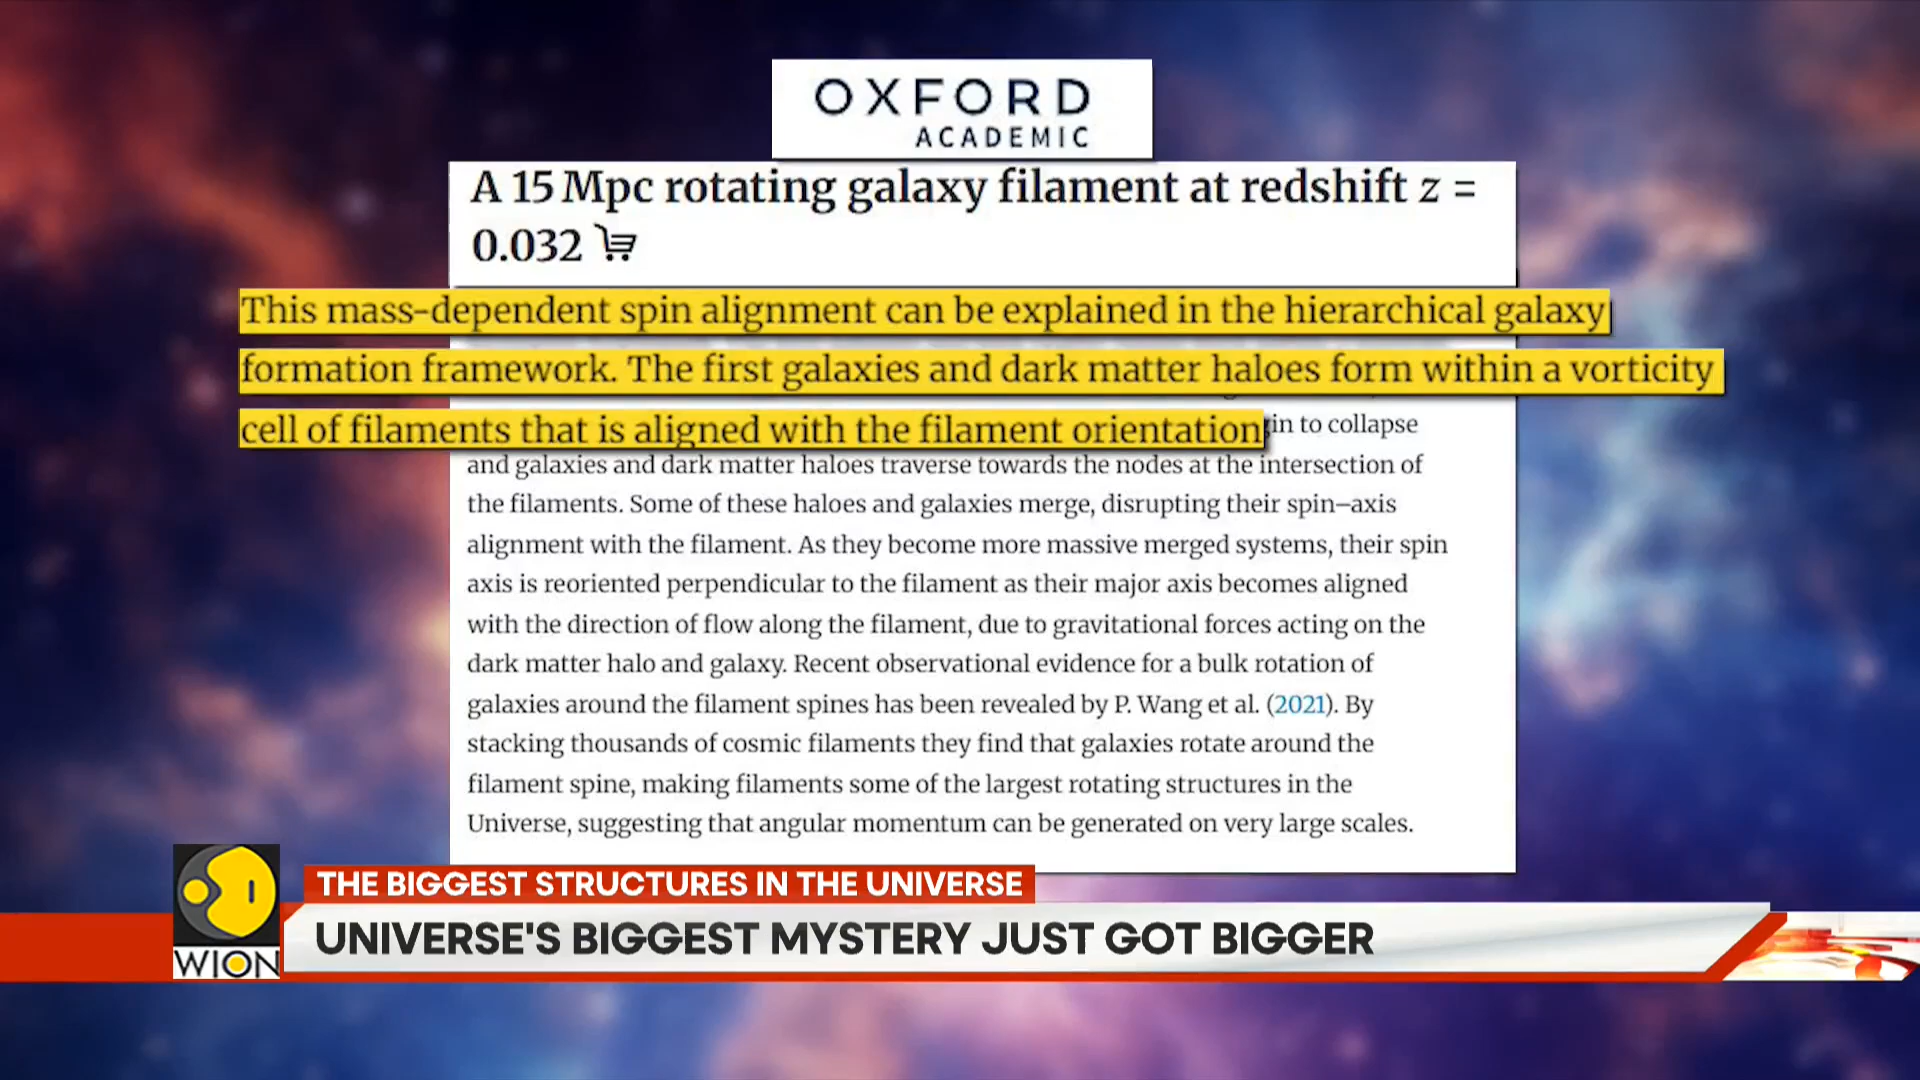 OXFORD
ACADEMIC
A 15 Mpc rotating galaxy filament at redshift z =
0.032
This mass-dependent spin alignment can be explained in the hierarchical galaxy
formation framework. The first galaxies and dark matter haloes form within a vorticity
cell of filaments that is aligned with the filament orientation
in to collapse
and galaxies and dark matter haloes traverse towards the nodes at the intersection of
the filaments. Some of these haloes and galaxies merge, disrupting their spin–axis
alignment with the filament. As they become more massive merged systems, their spin
axis is reoriented perpendicular to the filament as their major axis becomes aligned
with the direction of flow along the filament, due to gravitational forces acting on the
dark matter halo and galaxy. Recent observational evidence for a bulk rotation of
galaxies around the filament spines has been revealed by P. Wang et al. (2021). By
stacking thousands of cosmic filaments they find that galaxies rotate around the
filament spine, making filaments some of the largest rotating structures in the
Universe, suggesting that angular momentum can be generated on very large scales.
THE BIGGEST STRUCTURES IN THE UNIVERSE
UNIVERSE'S BIGGEST MYSTERY JUST GOT BIGGER
WION